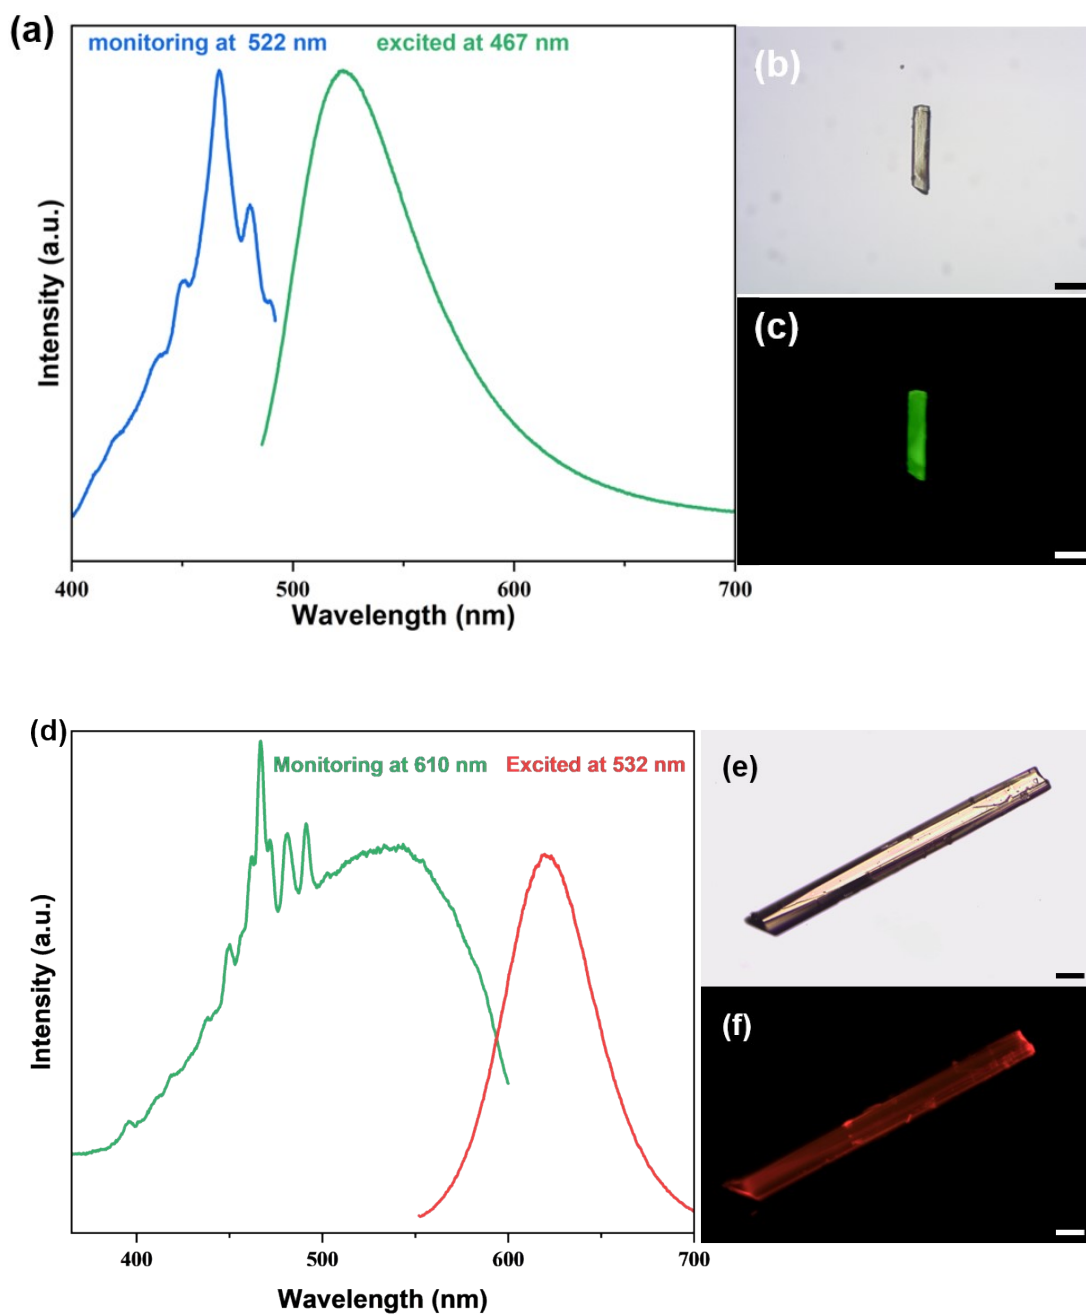 (a)
monitoring at 522 nm
excited at 467 nm
Intensity (a.u.)
400
500
600
700
Wavelength (nm)
(b)
(c)
(d)
Monitoring at 610 nm
Excited at 532 nm
Intensity (a.u.)
400
500
600
700
Wavelength (nm)
(e)
(f)